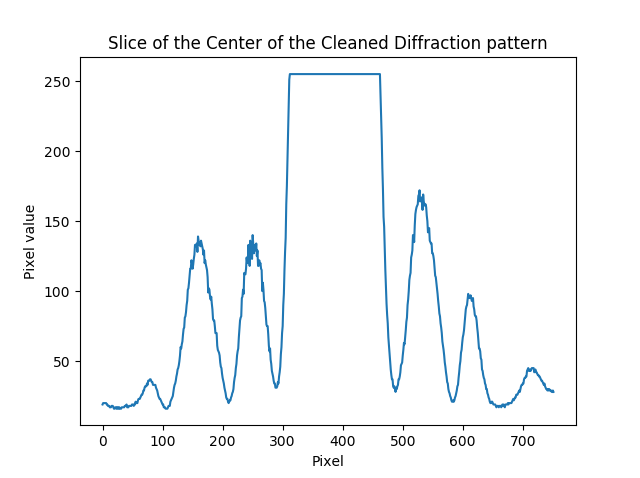 Slice of the Center of the Cleaned Diffraction pattern
250
200
150
100
50
Pixel value
0 100 200 300 400 500 600 700
Pixel